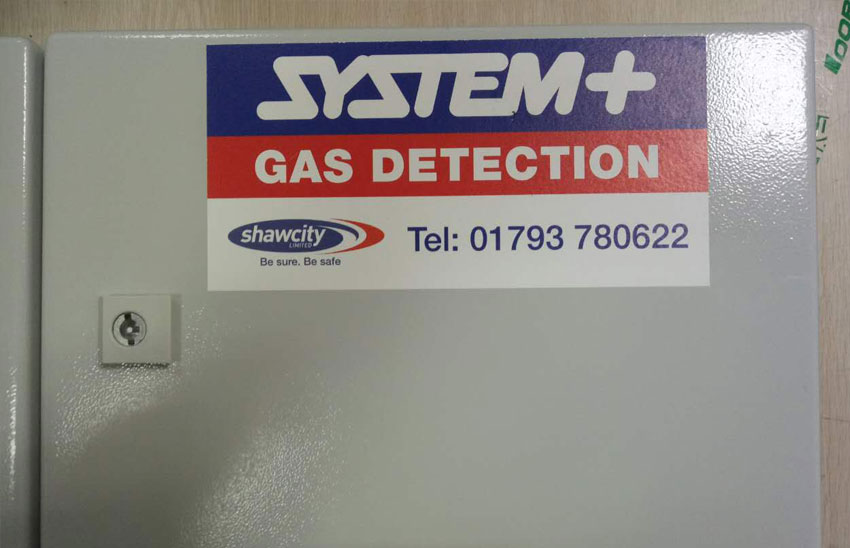 SYSTEM+
GAS DETECTION
shawcity
LIMITED
Be sure. Be safe
Tel: 01793 780622